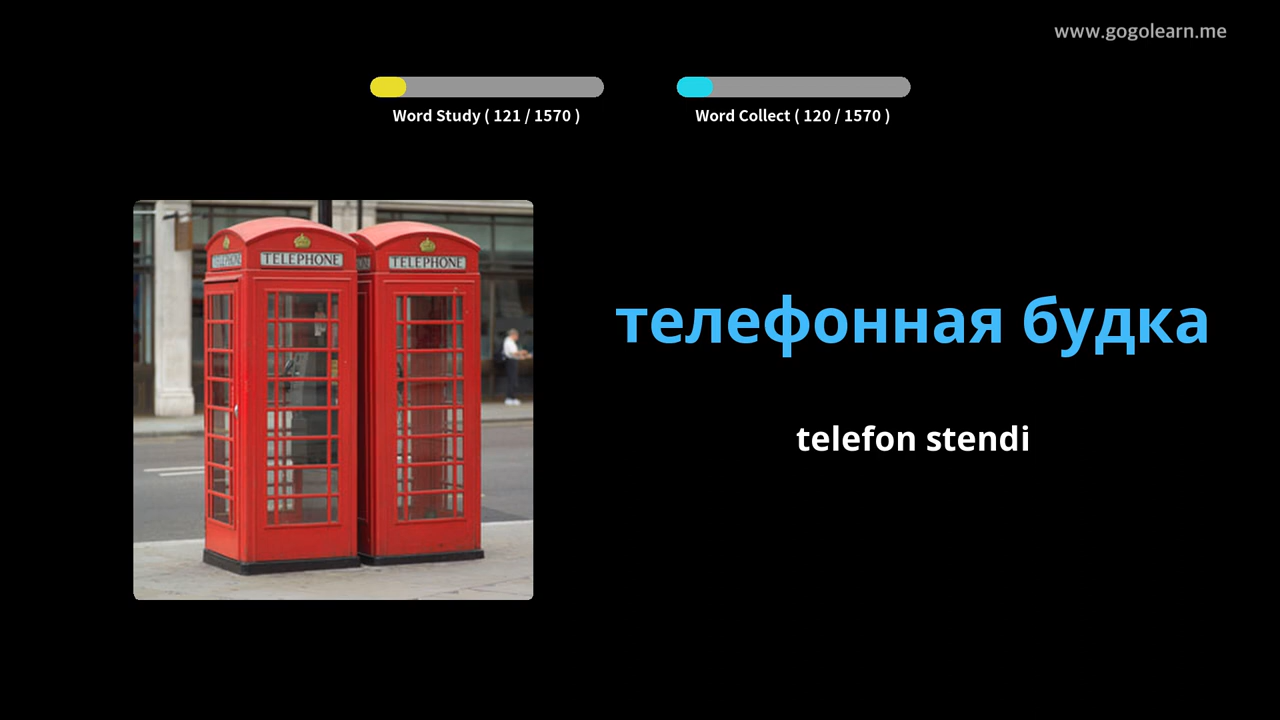 www.gogolearn.me
Word Study ( 121 / 1570 )
Word Collect ( 120 / 1570 )
TELEPHONE
TELEPHONE
телефонная будка
telefon stendi